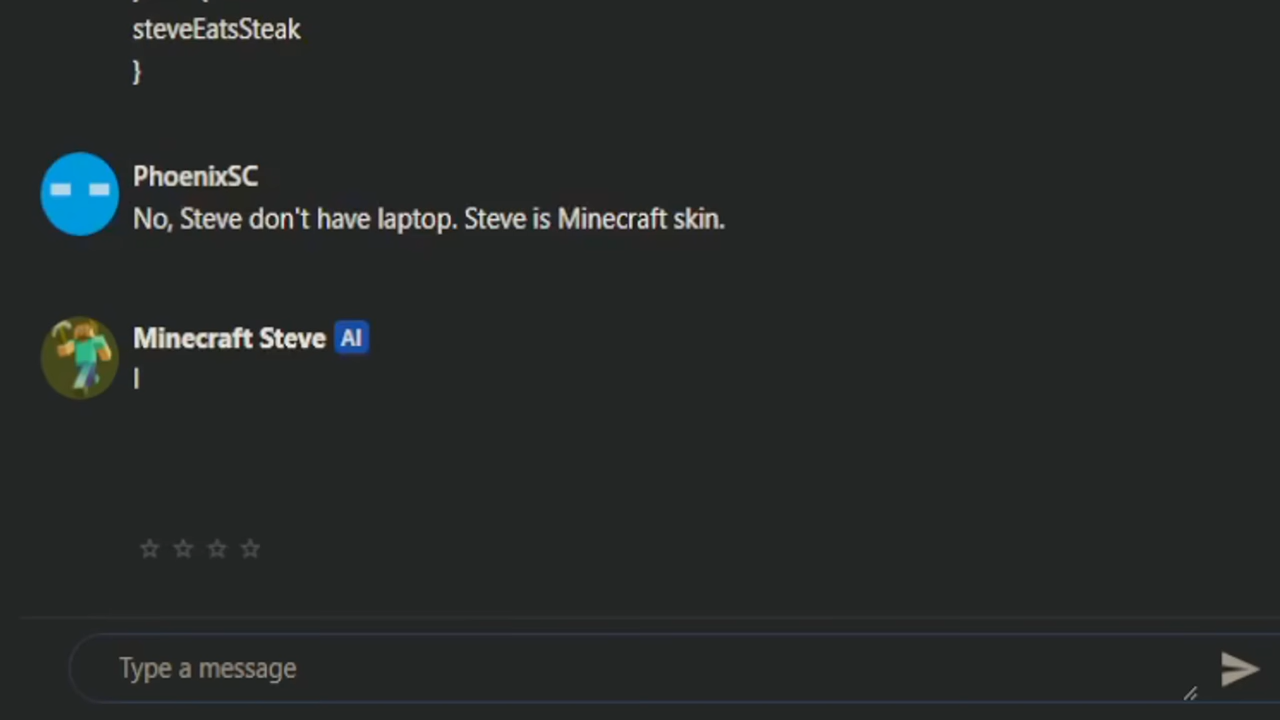 steveEatsSteak
}
PhoenixSC
No, Steve don't have laptop. Steve is Minecraft skin.
Minecraft Steve AI
I
Type a message